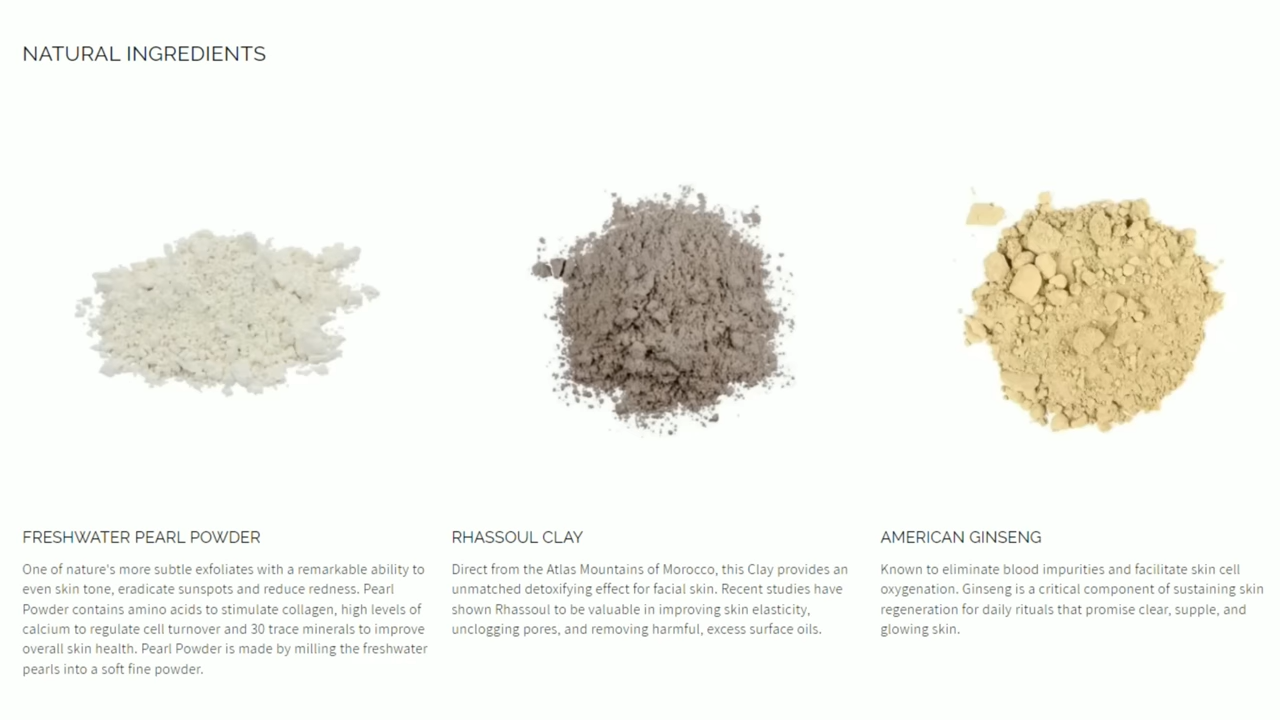 NATURAL INGREDIENTS
FRESHWATER PEARL POWDER
One of nature's more subtle exfoliates with a remarkable ability to
even skin tone, eradicate sunspots and reduce redness. Pearl
Powder contains amino acids to stimulate collagen, high levels of
calcium to regulate cell turnover and 30 trace minerals to improve
overall skin health. Pearl Powder is made by milling the freshwater
pearls into a soft fine powder.
RHASSOUL CLAY
Direct from the Atlas Mountains of Morocco, this Clay provides an
unmatched detoxifying effect for facial skin. Recent studies have
shown Rhassoul to be valuable in improving skin elasticity,
unclogging pores, and removing harmful, excess surface oils.
AMERICAN GINSENG
Known to eliminate blood impurities and facilitate skin cell
oxygenation. Ginseng is a critical component of sustaining skin
regeneration for daily rituals that promise clear, supple, and
glowing skin.